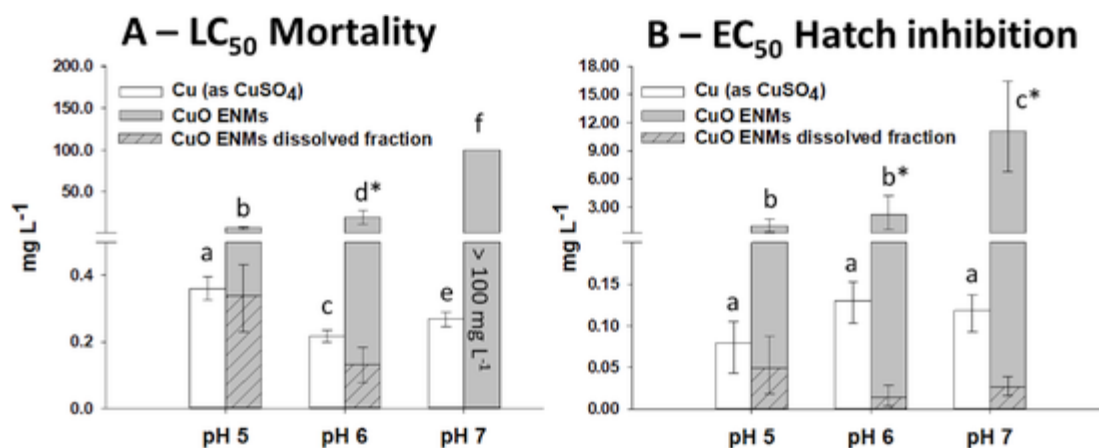 A – LC₅₀ Mortality
200.0
150.0
100.0
50.0
0.4
0.2
0.0
mg L⁻¹
Cu (as CuSO₄)
CuO ENMs
CuO ENMs dissolved fraction
a
b
c
d*
e
f
> 100 mg L⁻¹
pH 5
pH 6
pH 7
B – EC₅₀ Hatch inhibition
18.00
15.00
12.00
9.00
6.00
3.00
0.15
0.10
0.05
0.00
mg L⁻¹
Cu (as CuSO₄)
CuO ENMs
CuO ENMs dissolved fraction
a
b
a
b*
a
c*
pH 5
pH 6
pH 7